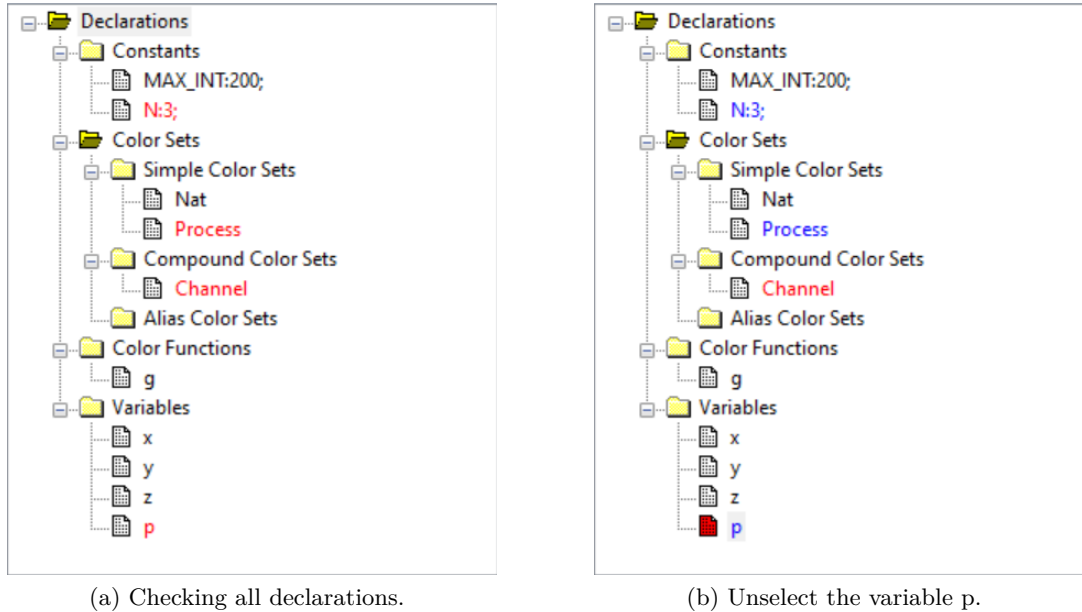 Declarations
Constants
MAX_INT:200;
N:3;
Color Sets
Simple Color Sets
Nat
Process
Compound Color Sets
Channel
Alias Color Sets
Color Functions
g
Variables
x
y
z
p
(a) Checking all declarations.
Declarations
Constants
MAX_INT:200;
N:3;
Color Sets
Simple Color Sets
Nat
Process
Compound Color Sets
Channel
Alias Color Sets
Color Functions
g
Variables
x
y
z
p
(b) Unselect the variable p.